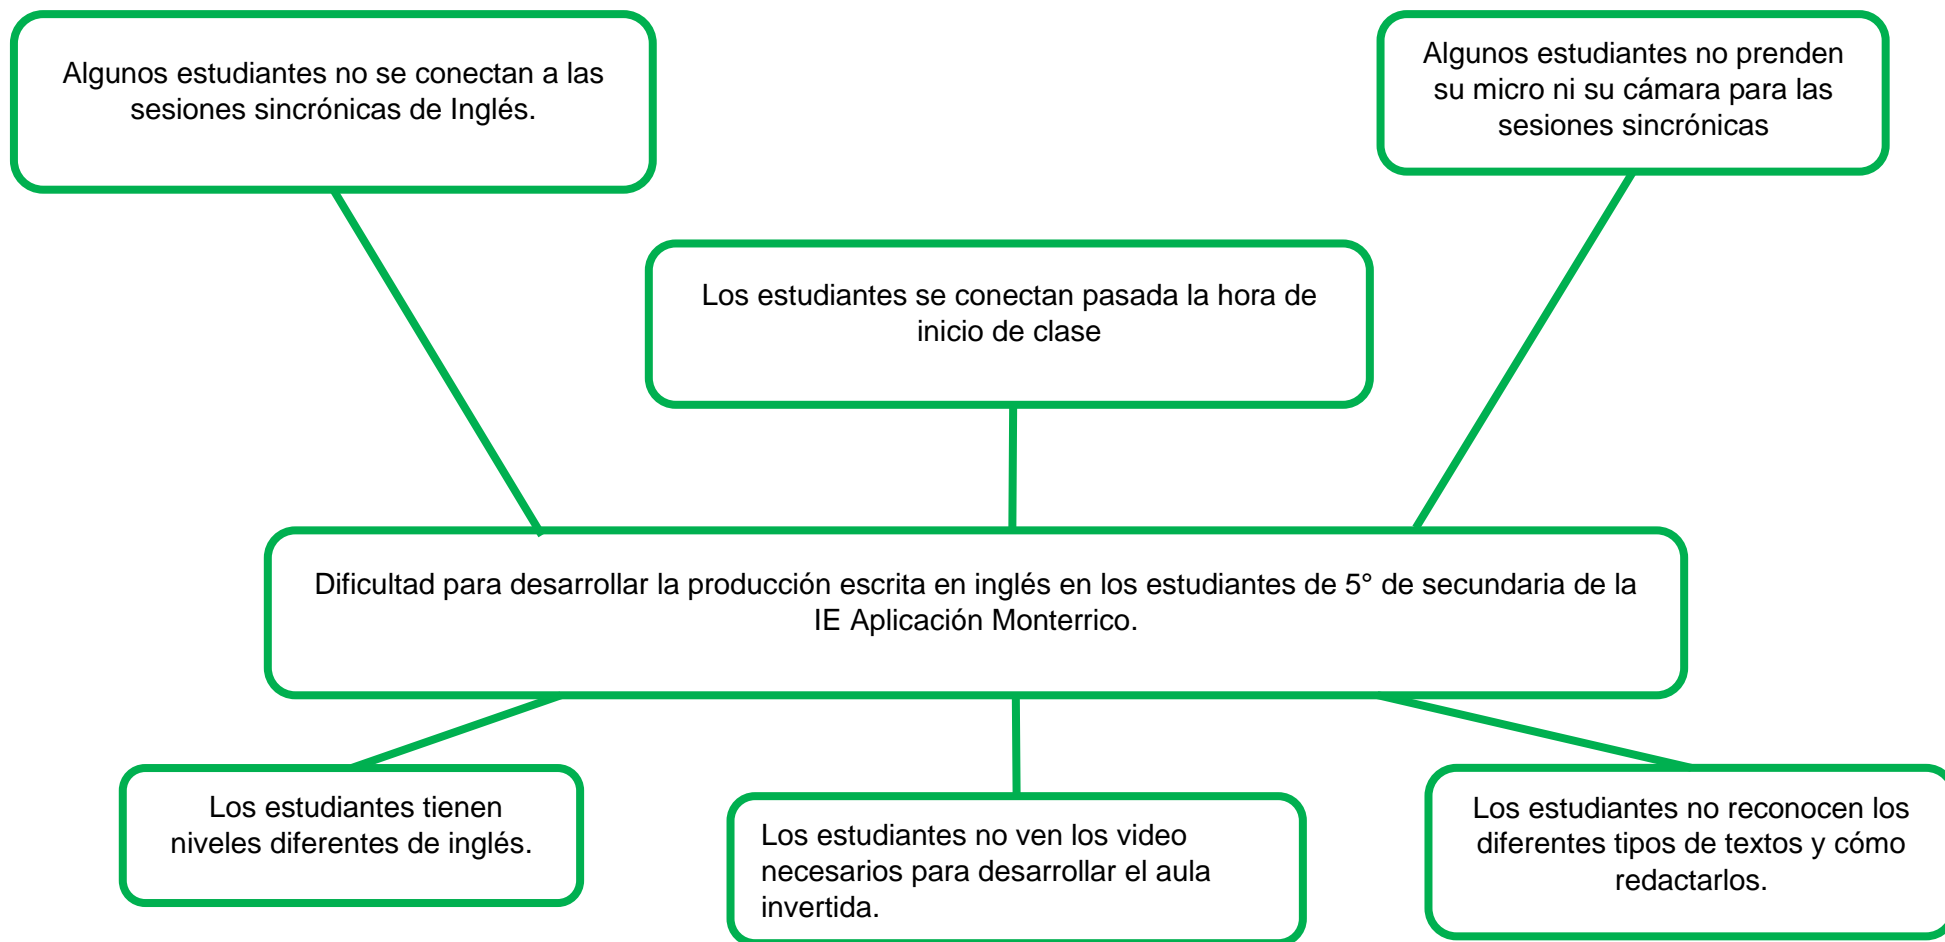 Algunos estudiantes no se conectan a las
sesiones sincrónicas de Inglés.
Algunos estudiantes no prenden
su micro ni su cámara para las
sesiones sincrónicas
Los estudiantes se conectan pasada la hora de
inicio de clase
Dificultad para desarrollar la producción escrita en inglés en los estudiantes de 5° de secundaria de la
IE Aplicación Monterrico.
Los estudiantes tienen
niveles diferentes de inglés.
Los estudiantes no ven los video
necesarios para desarrollar el aula
invertida.
Los estudiantes no reconocen los
diferentes tipos de textos y cómo
redactarlos.